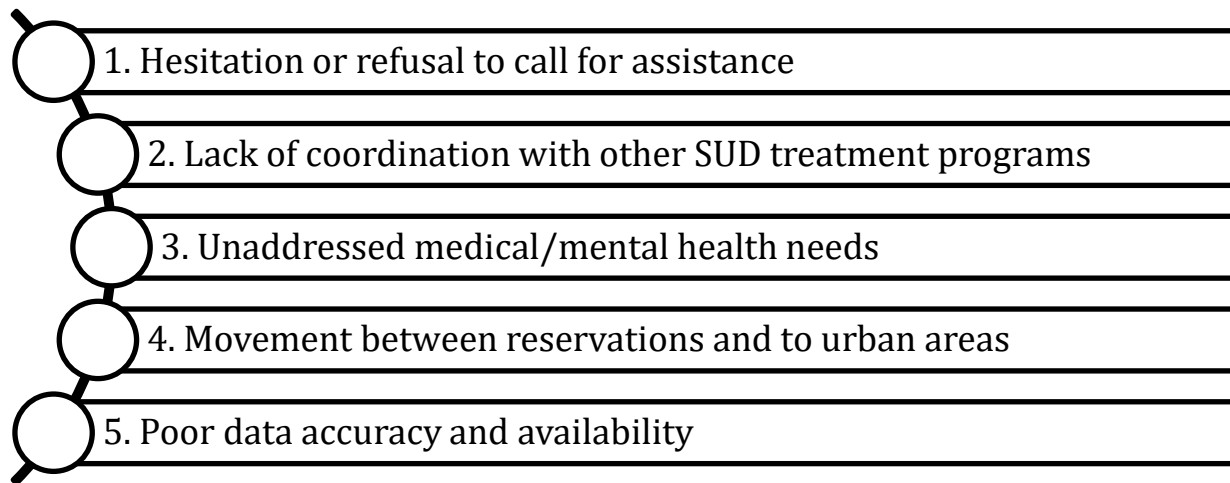 1. Hesitation or refusal to call for assistance
2. Lack of coordination with other SUD treatment programs
3. Unaddressed medical/mental health needs
4. Movement between reservations and to urban areas
5. Poor data accuracy and availability